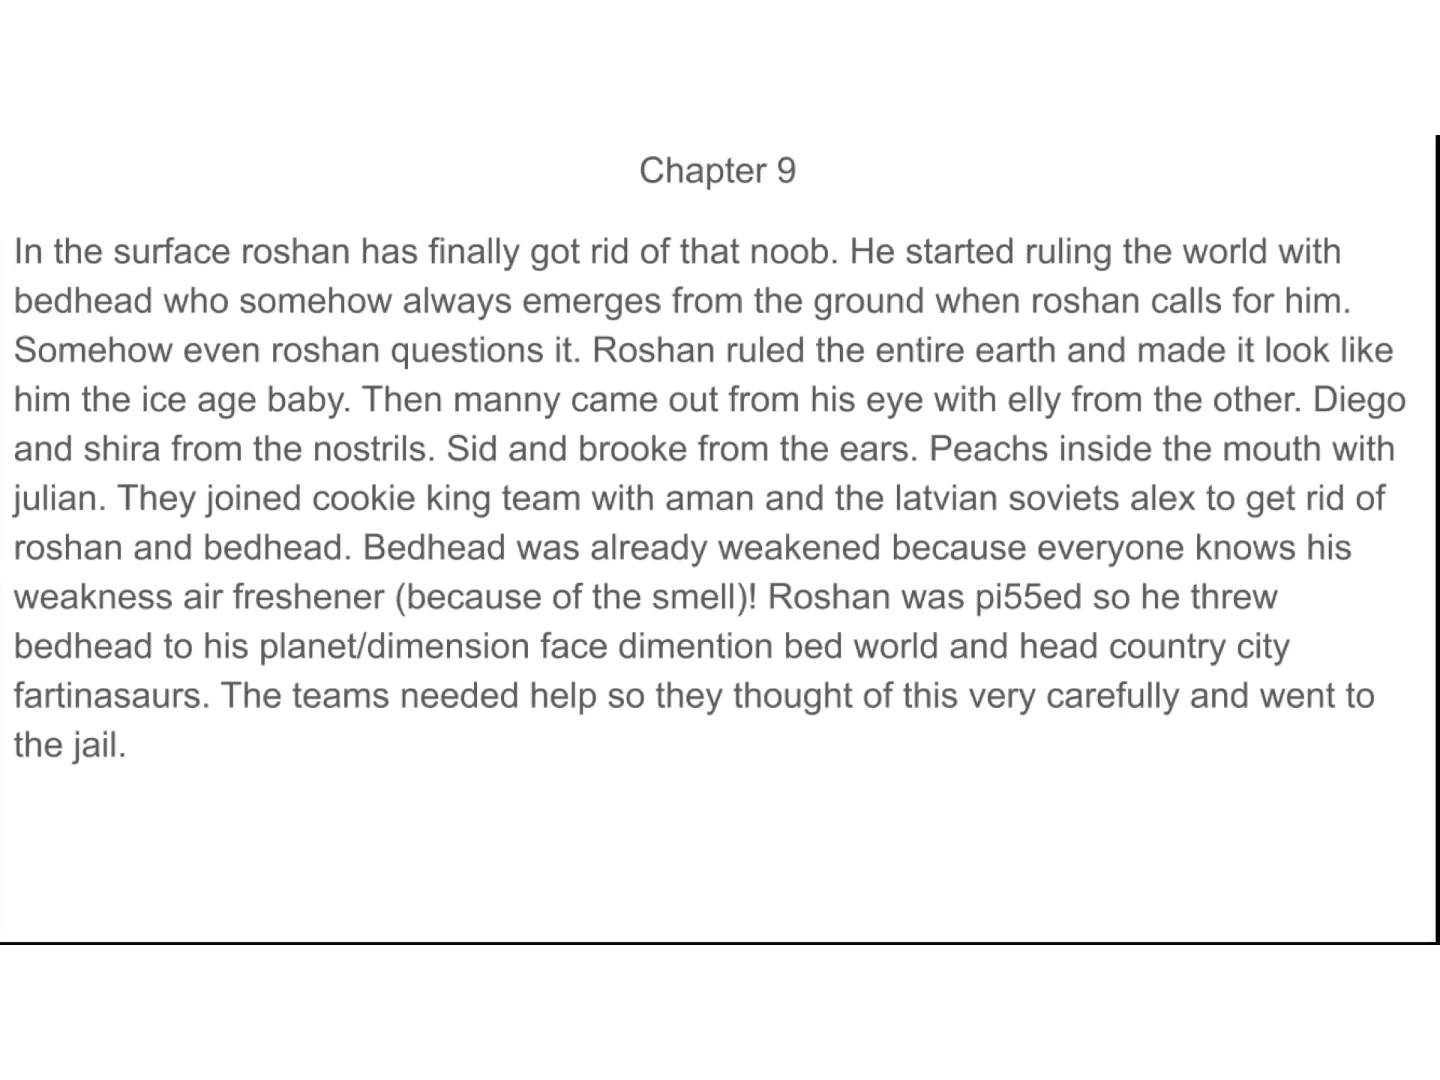 Chapter 9
In the surface roshan has finally got rid of that noob. He started ruling the world with
bedhead who somehow always emerges from the ground when roshan calls for him.
Somehow even roshan questions it. Roshan ruled the entire earth and made it look like
him the ice age baby. Then manny came out from his eye with elly from the other. Diego
and shira from the nostrils. Sid and brooke from the ears. Peachs inside the mouth with
julian. They joined cookie king team with aman and the latvian soviets alex to get rid of
roshan and bedhead. Bedhead was already weakened because everyone knows his
weakness air freshener (because of the smell)! Roshan was pi55ed so he threw
bedhead to his planet/dimension face dimention bed world and head country city
fartinasaurs. The teams needed help so they thought of this very carefully and went to
the jail.